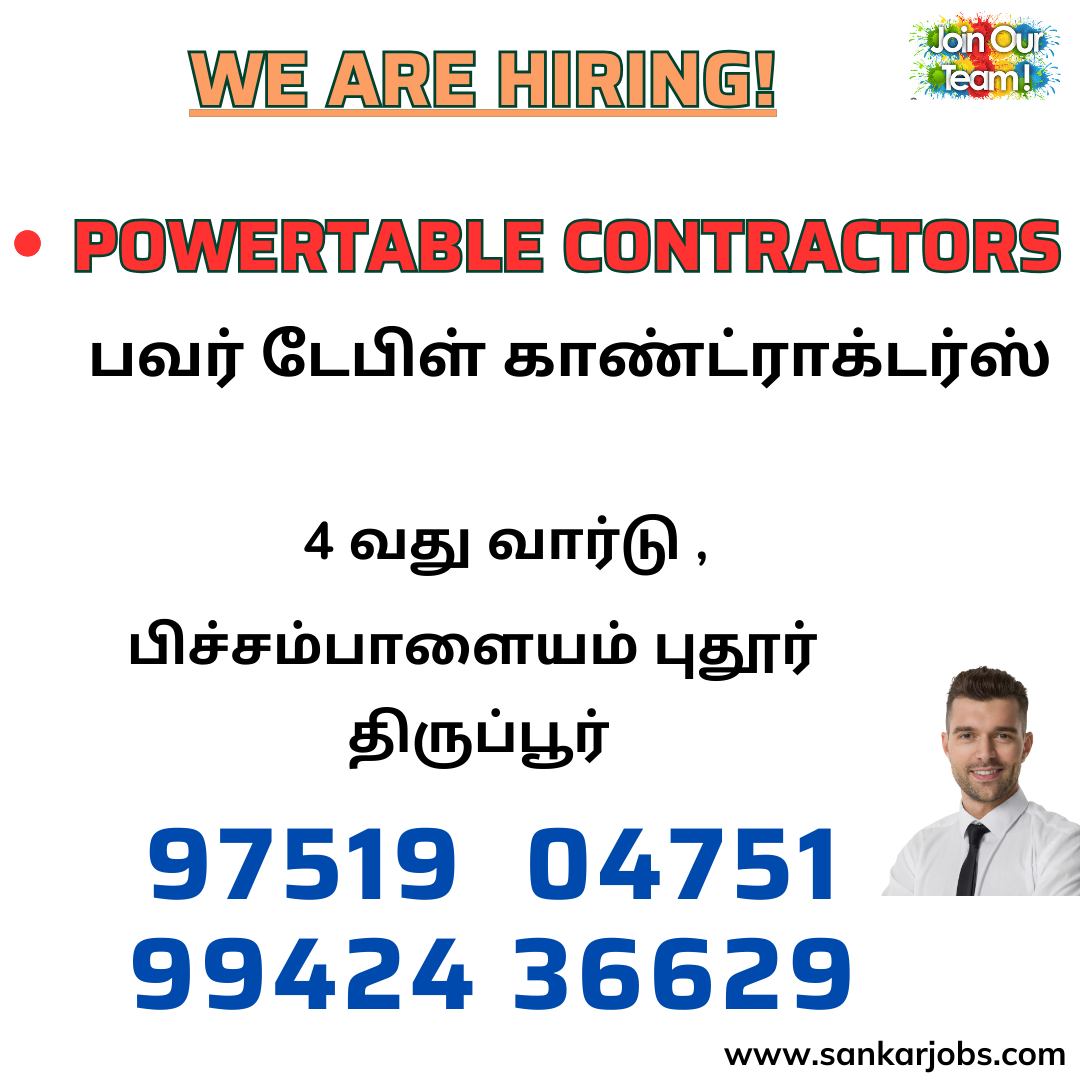 WE ARE HIRING!
Join Our
Team !
• POWERTABLE CONTRACTORS
பவர் டேபிள் காண்ட்ராக்டர்ஸ்
4 வது வார்டு ,
பிச்சம்பாளையம் புதூர்
திருப்பூர்
97519 04751
99424 36629
www.sankarjobs.com